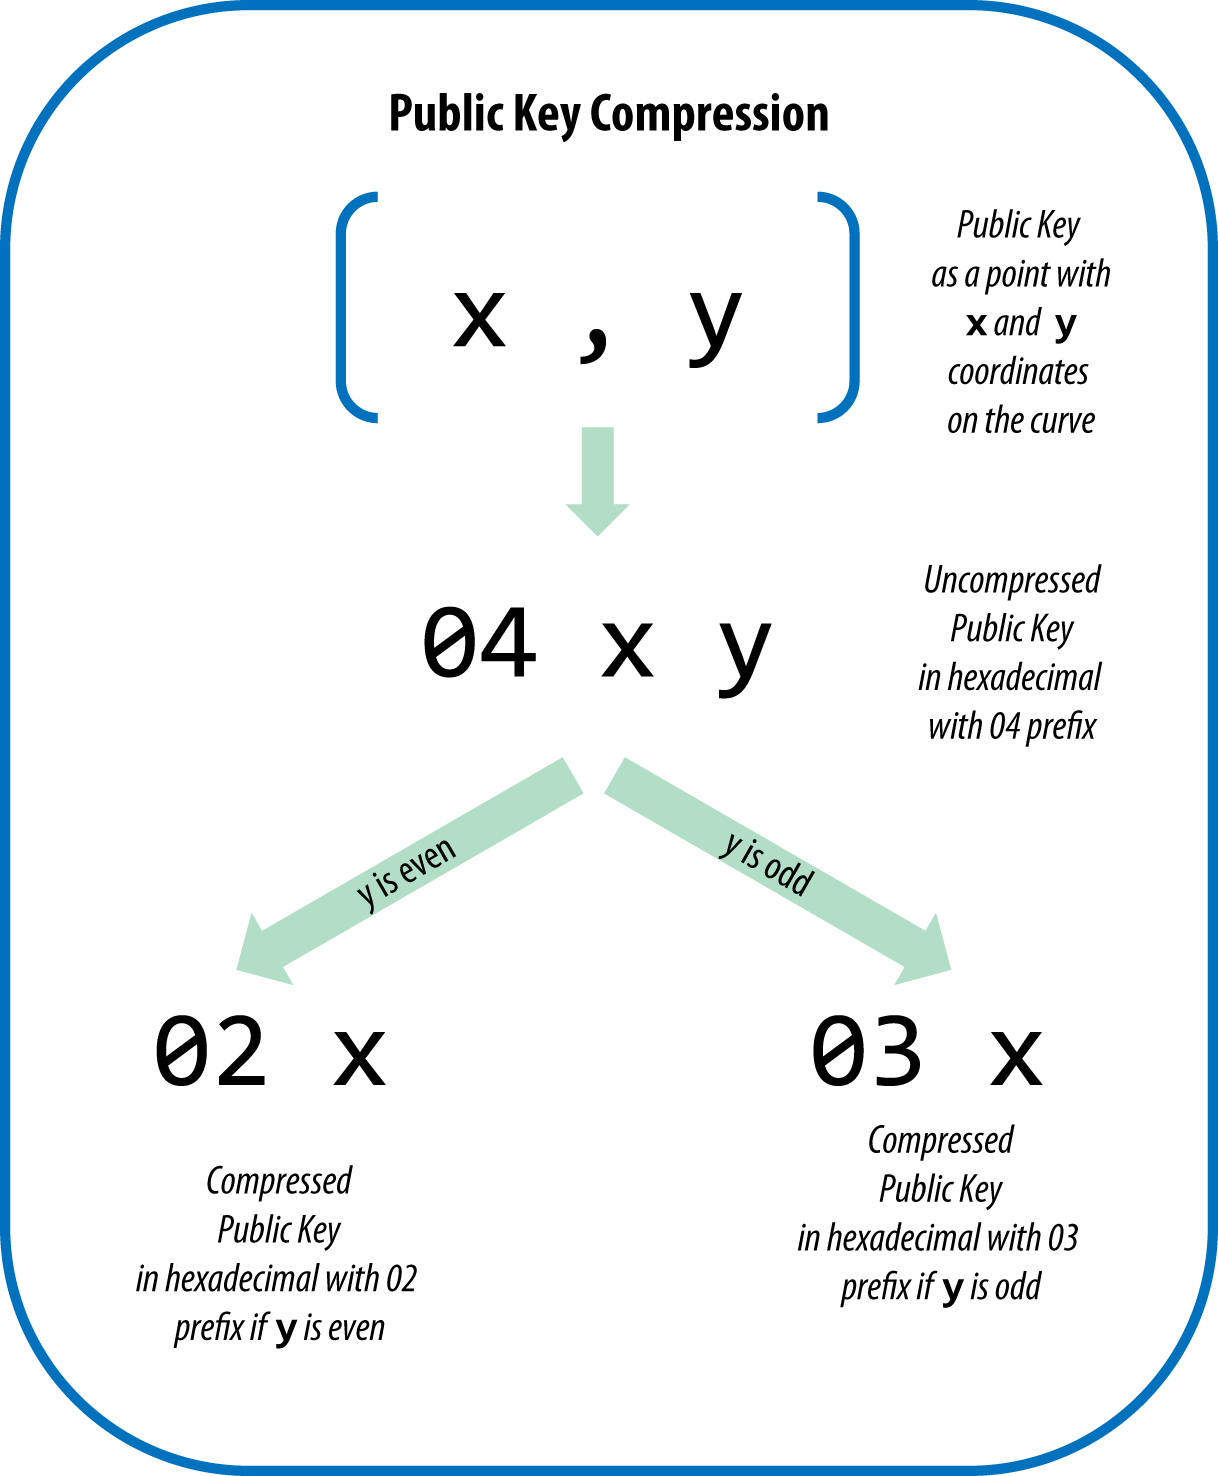 Public Key Compression
x , y
Public Key
as a point with
x and y
coordinates
on the curve
04 x y
Uncompressed
Public Key
in hexadecimal
with 04 prefix
y is even
y is odd
02 x
Compressed
Public Key
in hexadecimal with 02
prefix if y is even
03 x
Compressed
Public Key
in hexadecimal with 03
prefix if y is odd